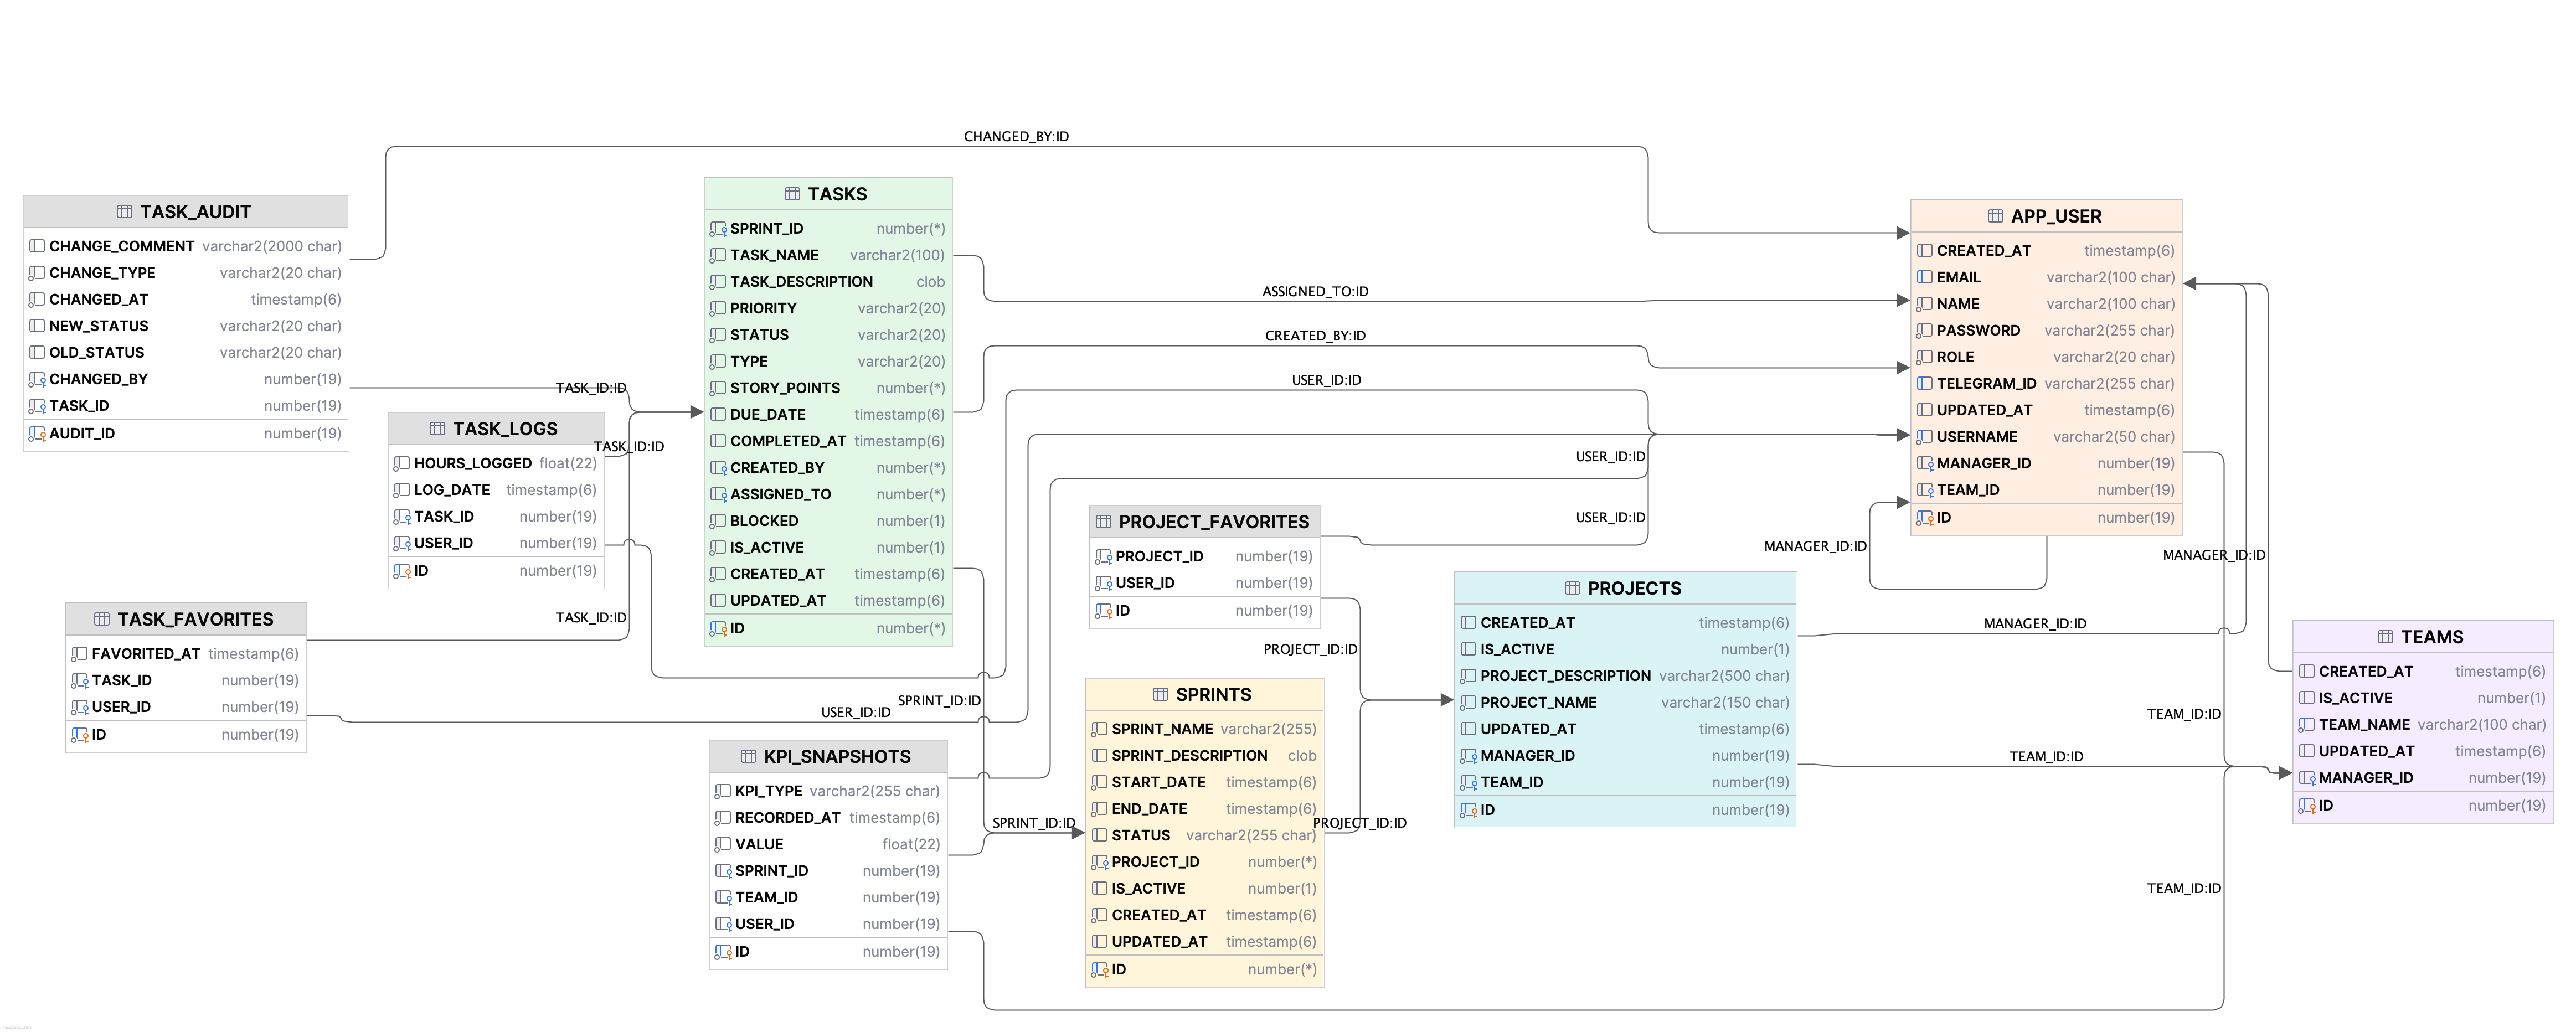 CHANGED_BY:ID
TASK_AUDIT
CHANGE_COMMENT varchar2(2000 char)
CHANGE_TYPE varchar2(20 char)
CHANGED_AT timestamp(6)
NEW_STATUS varchar2(20 char)
OLD_STATUS varchar2(20 char)
CHANGED_BY number(19)
TASK_ID number(19)
AUDIT_ID number(19)
TASK_ID:ID
TASK_LOGS
HOURS_LOGGED float(22)
LOG_DATE timestamp(6)
TASK_ID number(19)
USER_ID number(19)
ID number(19)
TASK_ID:ID
TASK_ID:ID
TASK_FAVORITES
FAVORITED_AT timestamp(6)
TASK_ID number(19)
USER_ID number(19)
ID number(19)
TASKS
SPRINT_ID number(*)
TASK_NAME varchar2(100)
TASK_DESCRIPTION clob
PRIORITY varchar2(20)
STATUS varchar2(20)
TYPE varchar2(20)
STORY_POINTS number(*)
DUE_DATE timestamp(6)
COMPLETED_AT timestamp(6)
CREATED_BY number(*)
ASSIGNED_TO number(*)
BLOCKED number(1)
IS_ACTIVE number(1)
CREATED_AT timestamp(6)
UPDATED_AT timestamp(6)
ID number(*)
ASSIGNED_TO:ID
CREATED_BY:ID
USER_ID:ID
USER_ID:ID
USER_ID:ID
SPRINT_ID:ID
USER_ID:ID
KPI_SNAPSHOTS
KPI_TYPE varchar2(255 char)
RECORDED_AT timestamp(6)
VALUE float(22)
SPRINT_ID number(19)
TEAM_ID number(19)
USER_ID number(19)
ID number(19)
SPRINT_ID:ID
PROJECT_FAVORITES
PROJECT_ID number(19)
USER_ID number(19)
ID number(19)
PROJECT_ID:ID
SPRINTS
SPRINT_NAME varchar2(255)
SPRINT_DESCRIPTION clob
START_DATE timestamp(6)
END_DATE timestamp(6)
STATUS varchar2(255 char)
PROJECT_ID number(*)
IS_ACTIVE number(1)
CREATED_AT timestamp(6)
UPDATED_AT timestamp(6)
ID number(*)
PROJECT_ID:ID
PROJECTS
CREATED_AT timestamp(6)
IS_ACTIVE number(1)
PROJECT_DESCRIPTION varchar2(500 char)
PROJECT_NAME varchar2(150 char)
UPDATED_AT timestamp(6)
MANAGER_ID number(19)
TEAM_ID number(19)
ID number(19)
APP_USER
CREATED_AT timestamp(6)
EMAIL varchar2(100 char)
NAME varchar2(100 char)
PASSWORD varchar2(255 char)
ROLE varchar2(20 char)
TELEGRAM_ID varchar2(255 char)
UPDATED_AT timestamp(6)
USERNAME varchar2(50 char)
MANAGER_ID number(19)
TEAM_ID number(19)
ID number(19)
MANAGER_ID:ID
MANAGER_ID:ID
MANAGER_ID:ID
TEAM_ID:ID
TEAM_ID:ID
TEAM_ID:ID
TEAMS
CREATED_AT timestamp(6)
IS_ACTIVE number(1)
TEAM_NAME varchar2(100 char)
UPDATED_AT timestamp(6)
MANAGER_ID number(19)
ID number(19)